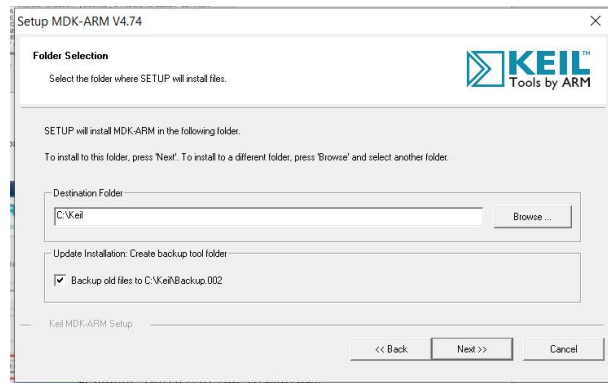 Setup MDK-ARM V4.74
Folder Selection
Select the folder where SETUP will install files.
KEIL™
Tools by ARM
SETUP will install MDK-ARM in the following folder.
To install to this folder, press 'Next'. To install to a different folder, press 'Browse' and select another folder.
Destination Folder
C:\Keil
Browse ...
Update Installation: Create backup tool folder
Backup old files to C:\Keil\Backup.002
Keil MDK-ARM Setup
<< Back
Next >>
Cancel